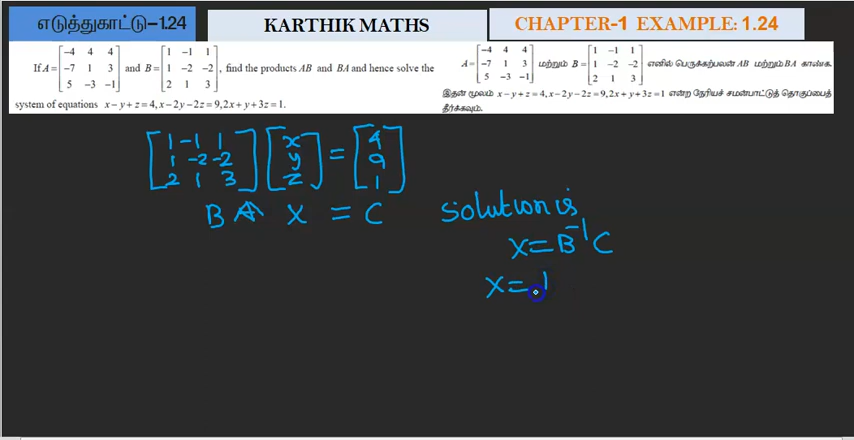 எடுத்துகாட்டு-1.24
KARTHIK MATHS
CHAPTER-1 EXAMPLE: 1.24
If A = [-4 4 4; -7 1 3; 5 -3 -1] and B = [1 -1 1; 1 -2 -2; 2 1 3], find the products AB and BA and hence solve the
system of equations x - y + z = 4, x - 2y - 2z = 9, 2x + y + 3z = 1.
A = [-4 4 4; -7 1 3; 5 -3 -1] மற்றும் B = [1 -1 1; 1 -2 -2; 2 1 3] எனில் பெருக்கற்பலன் AB மற்றும் BA காண்க.
இதன் மூலம் x - y + z = 4, x - 2y - 2z = 9, 2x + y + 3z = 1 என்ற நேரியச் சமன்பாட்டுத் தொகுப்பைத்
தீர்க்கவும்.
[1 -1 1; 1 -2 -2; 2 1 3] [x; y; z] = [4; 9; 1]
B X = C
Solution is
X = B⁻¹ C
X = 1